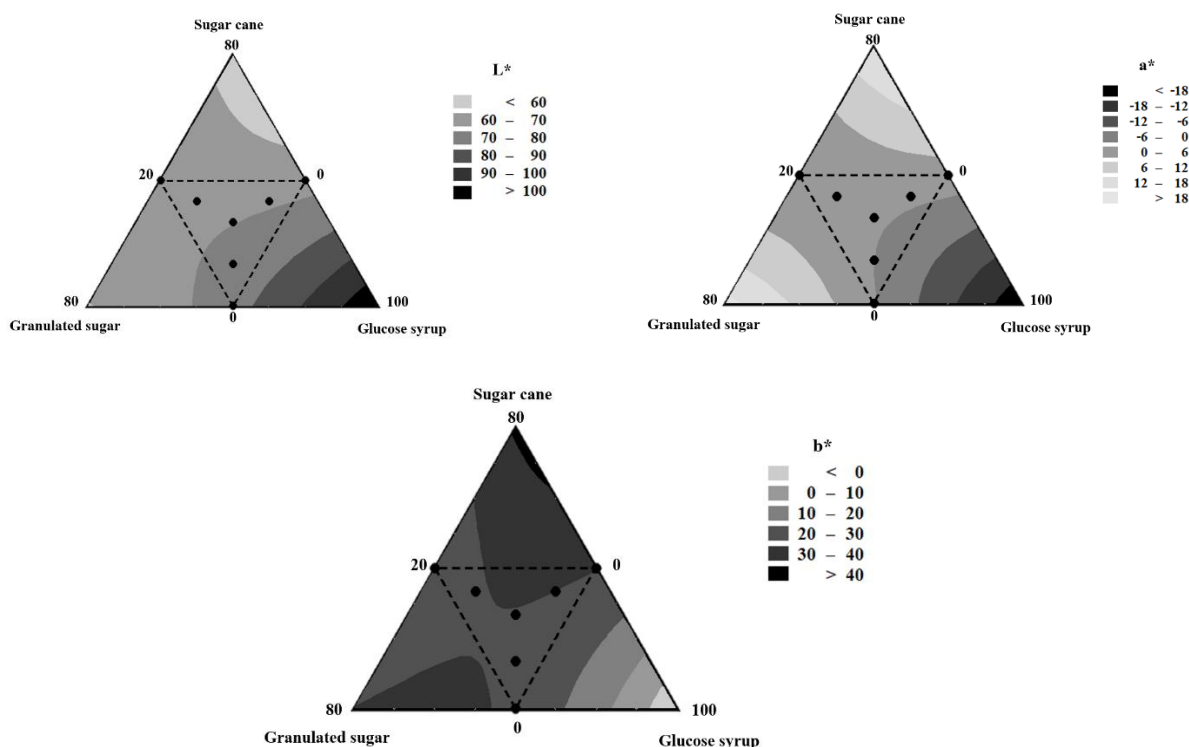 Sugar cane
80
L*
< 60
60 – 70
70 – 80
80 – 90
90 – 100
> 100
20
0
80
100
0
Granulated sugar
Glucose syrup
Sugar cane
80
a*
< -18
-18 – -12
-12 – -6
-6 – 0
0 – 6
6 – 12
12 – 18
> 18
20
0
80
100
0
Granulated sugar
Glucose syrup
Sugar cane
80
b*
< 0
0 – 10
10 – 20
20 – 30
30 – 40
> 40
20
0
80
100
0
Granulated sugar
Glucose syrup